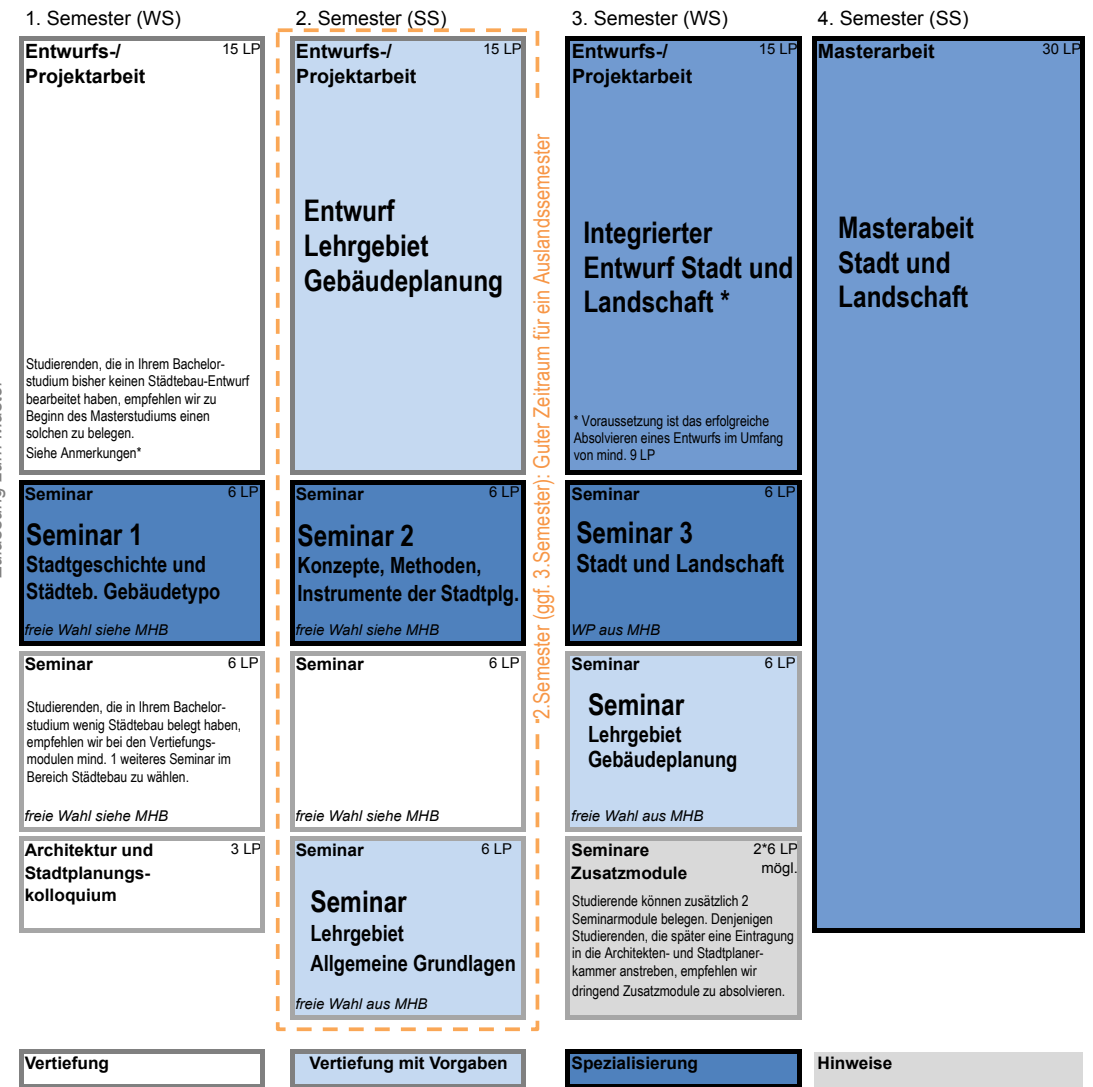 1. Semester (WS)
2. Semester (SS)
3. Semester (WS)
4. Semester (SS)
Entwurfs-/ 15 LP
Projektarbeit
Studierenden, die in Ihrem Bachelor-
studium bisher keinen Städtebau-Entwurf
bearbeitet haben, empfehlen wir zu
Beginn des Masterstudiums einen
solchen zu belegen.
Siehe Anmerkungen*
Entwurfs-/ 15 LP
Projektarbeit
Entwurf
Lehrgebiet
Gebäudeplanung
2.Semester (ggf. 3.Semester): Guter Zeitraum für ein Auslandssemester
Entwurfs-/ 15 LP
Projektarbeit
Integrierter
Entwurf Stadt und
Landschaft *
* Voraussetzung ist das erfolgreiche
Absolvieren eines Entwurfs im Umfang
von mind. 9 LP
Masterarbeit 30 LP
Masterabeit
Stadt und
Landschaft
Seminar 6 LP
Seminar 1
Stadtgeschichte und
Städteb. Gebäudetypo
freie Wahl siehe MHB
Seminar 6 LP
Seminar 2
Konzepte, Methoden,
Instrumente der Stadtplg.
freie Wahl siehe MHB
Seminar 6 LP
Seminar 3
Stadt und Landschaft
WP aus MHB
Seminar 6 LP
Studierenden, die in Ihrem Bachelor-
studium wenig Städtebau belegt haben,
empfehlen wir bei den Vertiefungs-
modulen mind. 1 weiteres Seminar im
Bereich Städtebau zu wählen.
freie Wahl siehe MHB
Seminar 6 LP
freie Wahl siehe MHB
Seminar 6 LP
Seminar
Lehrgebiet
Gebäudeplanung
freie Wahl aus MHB
Architektur und 3 LP
Stadtplanungs-
kolloquium
Seminar 6 LP
Seminar
Lehrgebiet
Allgemeine Grundlagen
freie Wahl aus MHB
Seminare 2*6 LP
Zusatzmodule mögl.
Studierende können zusätzlich 2
Seminarmodule belegen. Denjenigen
Studierenden, die später eine Eintragung
in die Architekten- und Stadtplaner-
kammer anstreben, empfehlen wir
dringend Zusatzmodule zu absolvieren.
Vertiefung
Vertiefung mit Vorgaben
Spezialisierung
Hinweise